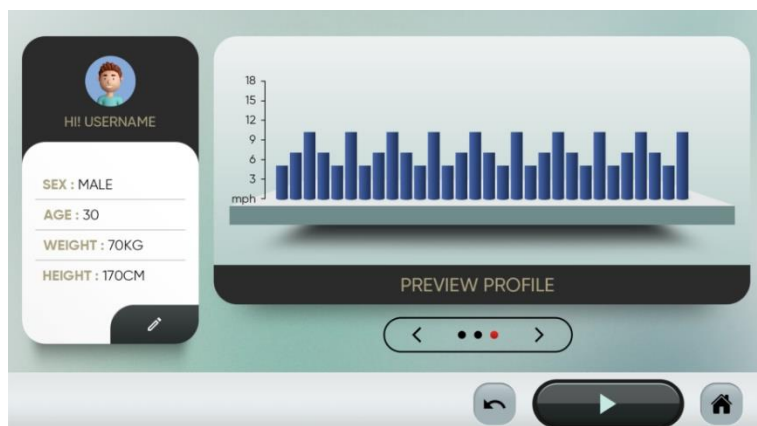 HI! USERNAME
SEX : MALE
AGE : 30
WEIGHT : 70KG
HEIGHT : 170CM
18
15
12
9
6
3
mph
PREVIEW PROFILE